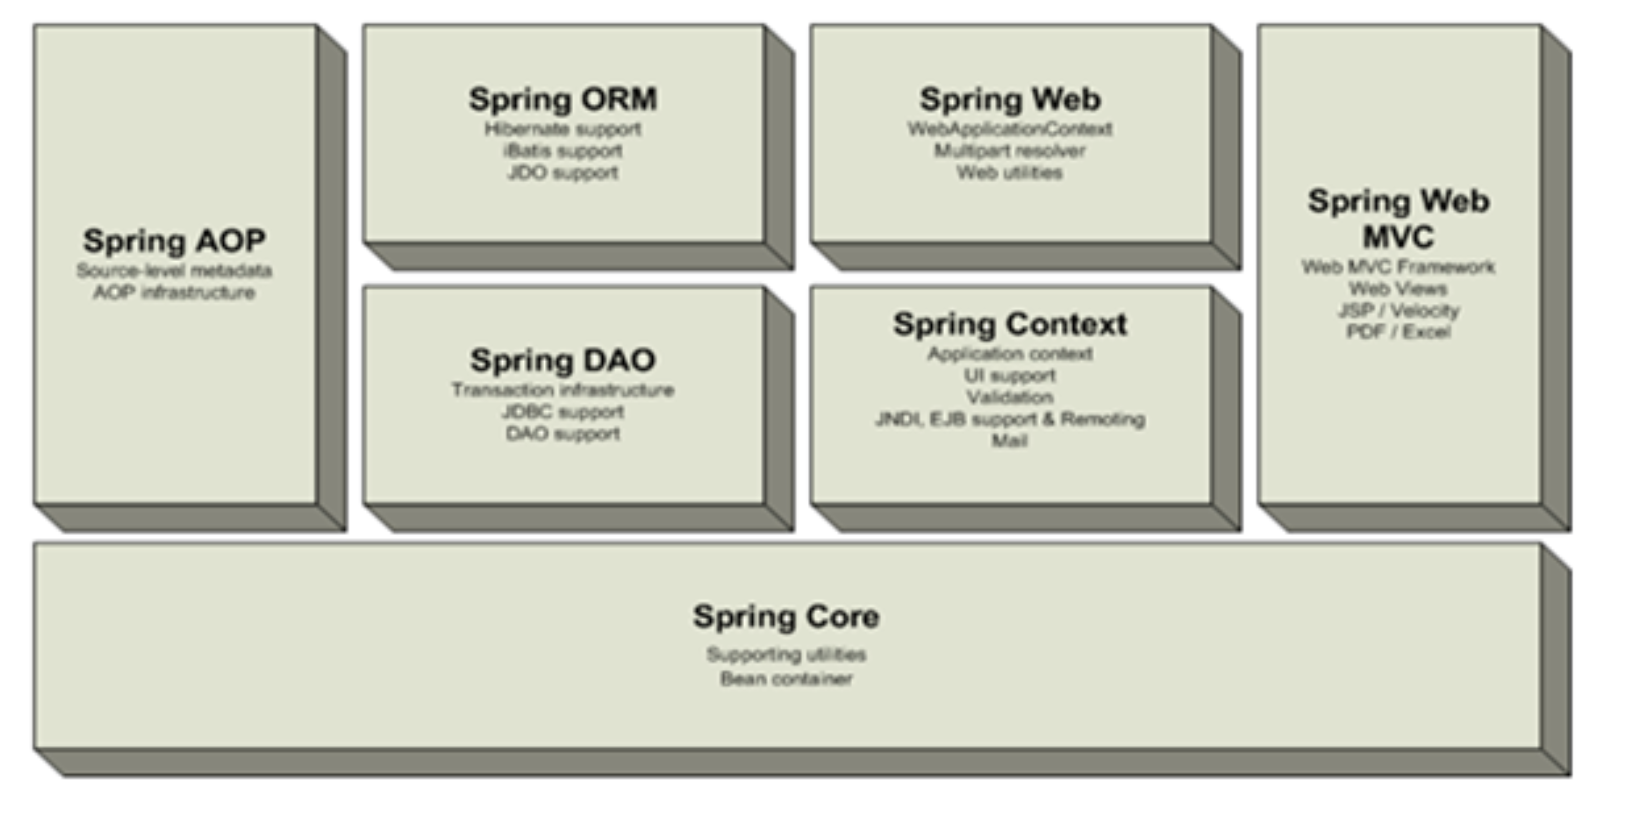 Spring AOP
Source-level metadata
AOP infrastructure
Spring ORM
Hibernate support
iBatis support
JDO support
Spring DAO
Transaction infrastructure
JDBC support
DAO support
Spring Web
WebApplicationContext
Multipart resolver
Web utilities
Spring Context
Application context
UI support
Validation
JNDI, EJB support & Remoting
Mail
Spring Web
MVC
Web MVC Framework
Web Views
JSP / Velocity
PDF / Excel
Spring Core
Supporting utilities
Bean container